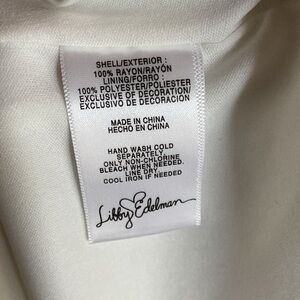 SHELL/EXTERIOR :
100% RAYON/RAYÓN
LINING/FORRO :
100% POLYESTER/POLIESTER
EXCLUSIVE OF DECORATION/
EXCLUSIVO DE DECORACION
MADE IN CHINA
HECHO EN CHINA
HAND WASH COLD
SEPARATELY.
ONLY NON-CHLORINE
BLEACH WHEN NEEDED.
LINE DRY.
COOL IRON IF NEEDED
Libby Edelman